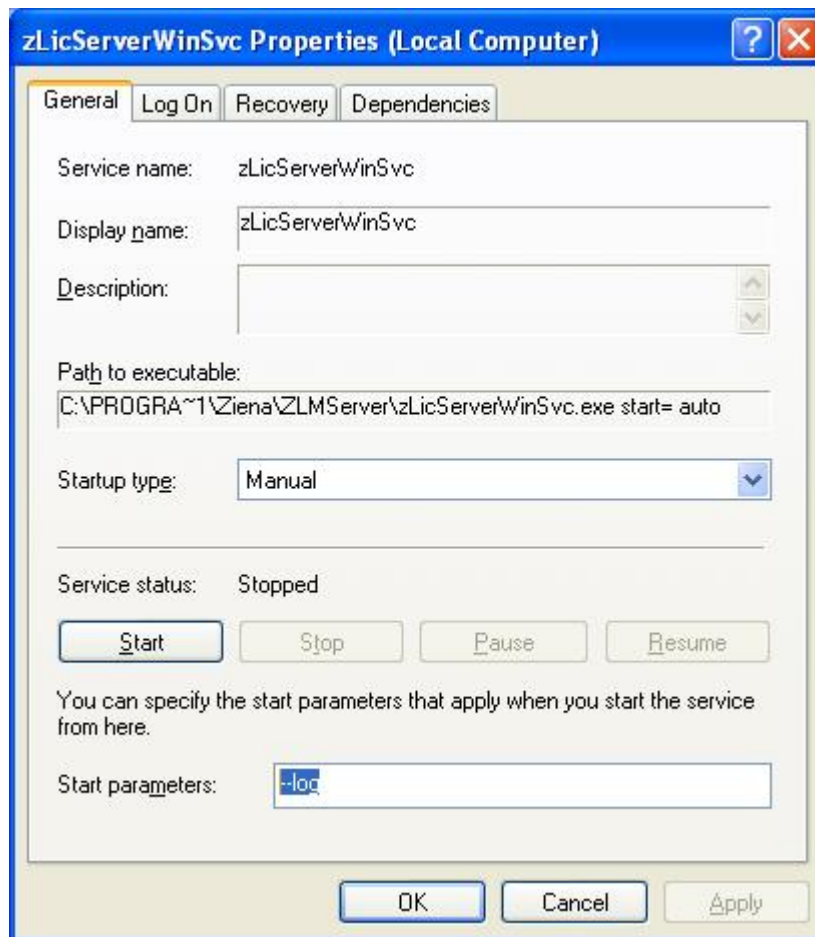 zLicServerWinSvc Properties (Local Computer)
General Log On Recovery Dependencies
Service name: zLicServerWinSvc
Display name: zLicServerWinSvc
Description:
Path to executable:
C:\PROGRA~1\Ziena\ZLMServer\zLicServerWinSvc.exe start= auto
Startup type: Manual
Service status: Stopped
Start Stop Pause Resume
You can specify the start parameters that apply when you start the service
from here.
Start parameters: --log
OK Cancel Apply